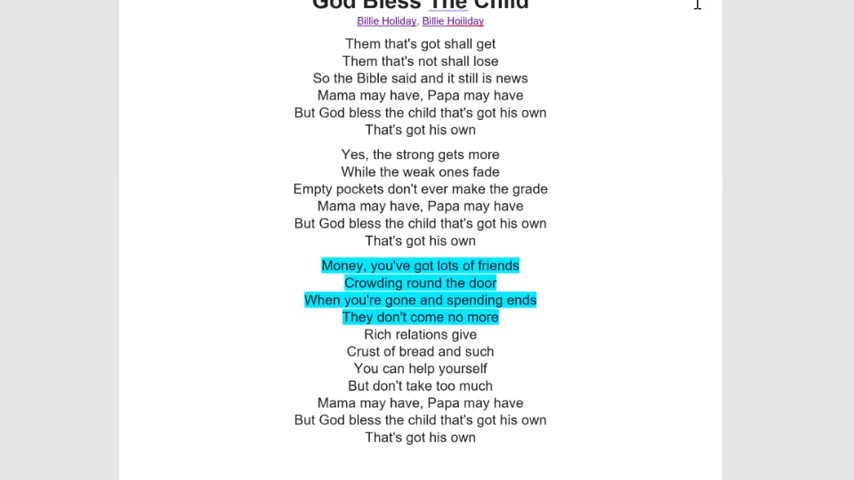 God Bless The Child
Billie Holiday, Billie Hoiliday
Them that's got shall get
Them that's not shall lose
So the Bible said and it still is news
Mama may have, Papa may have
But God bless the child that's got his own
That's got his own
Yes, the strong gets more
While the weak ones fade
Empty pockets don't ever make the grade
Mama may have, Papa may have
But God bless the child that's got his own
That's got his own
Money, you've got lots of friends
Crowding round the door
When you're gone and spending ends
They don't come no more
Rich relations give
Crust of bread and such
You can help yourself
But don't take too much
Mama may have, Papa may have
But God bless the child that's got his own
That's got his own